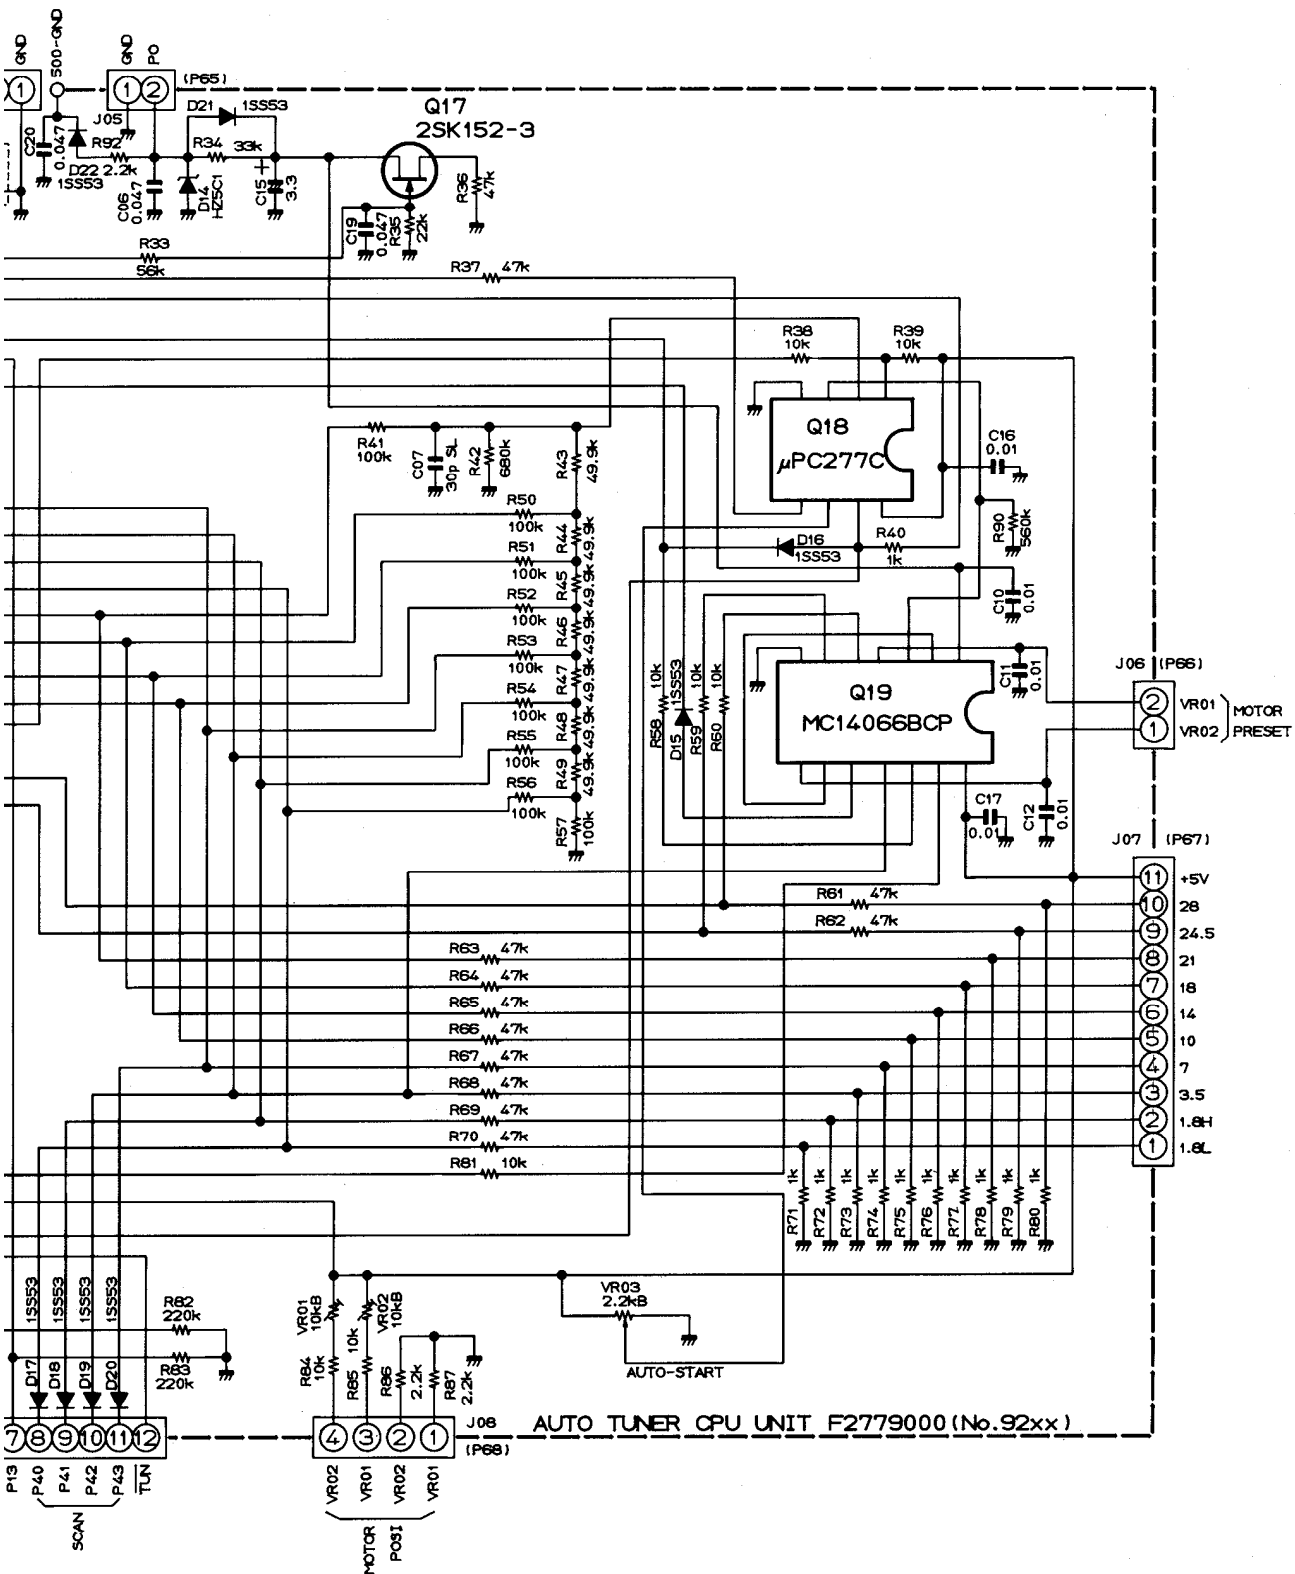 GND
500-GND
GND
PO
(P65)
1
1
2
J05
D21
1SS53
Q17
2SK152-3
C20
0.047
R92
2.2k
D22
1SS53
R34
33k
C06
0.047
D14
HZ5C1
C15
3.3
+
R36
47k
C19
0.047
R35
22k
R33
56k
R37
47k
R38
10k
R39
10k
Q18
μPC277C
C16
0.01
R41
100k
C07
30p SL
R42
680k
R43
49.9k
R50
100k
R44
49.9k
R51
100k
R45
49.9k
R52
100k
R46
49.9k
R53
100k
R47
49.9k
R54
100k
R48
49.9k
R55
100k
R49
49.9k
R56
100k
R57
100k
D16
1SS53
R40
1k
R90
560k
C10
0.01
R58
10k
D15
1SS53
R59
10k
R60
10k
Q19
MC14066BCP
C11
0.01
C17
0.01
C12
0.01
J06 (P66)
2
VR01
1
VR02
MOTOR
PRESET
J07 (P67)
11
+5V
10
28
9
24.5
8
21
7
18
6
14
5
10
4
7
3
3.5
2
1.8H
1
1.8L
R61
47k
R62
47k
R63
47k
R64
47k
R65
47k
R66
47k
R67
47k
R68
47k
R69
47k
R70
47k
R81
10k
R71
1k
R72
1k
R73
1k
R74
1k
R75
1k
R76
1k
R77
1k
R78
1k
R79
1k
R80
1k
D17
1SS53
D18
1SS53
D19
1SS53
D20
1SS53
R82
220k
R83
220k
VR01
10kB
VR02
10kB
R84
10k
R85
10k
R86
2.2k
R87
2.2k
VR03
2.2kB
AUTO-START
7
8
9
10
11
12
P13
P40
P41
P42
P43
TUN
SCAN
4
3
2
1
J08
(P68)
VR02
VR01
VR02
VR01
MOTOR
POSI
AUTO TUNER CPU UNIT F2779000 (No.92xx)